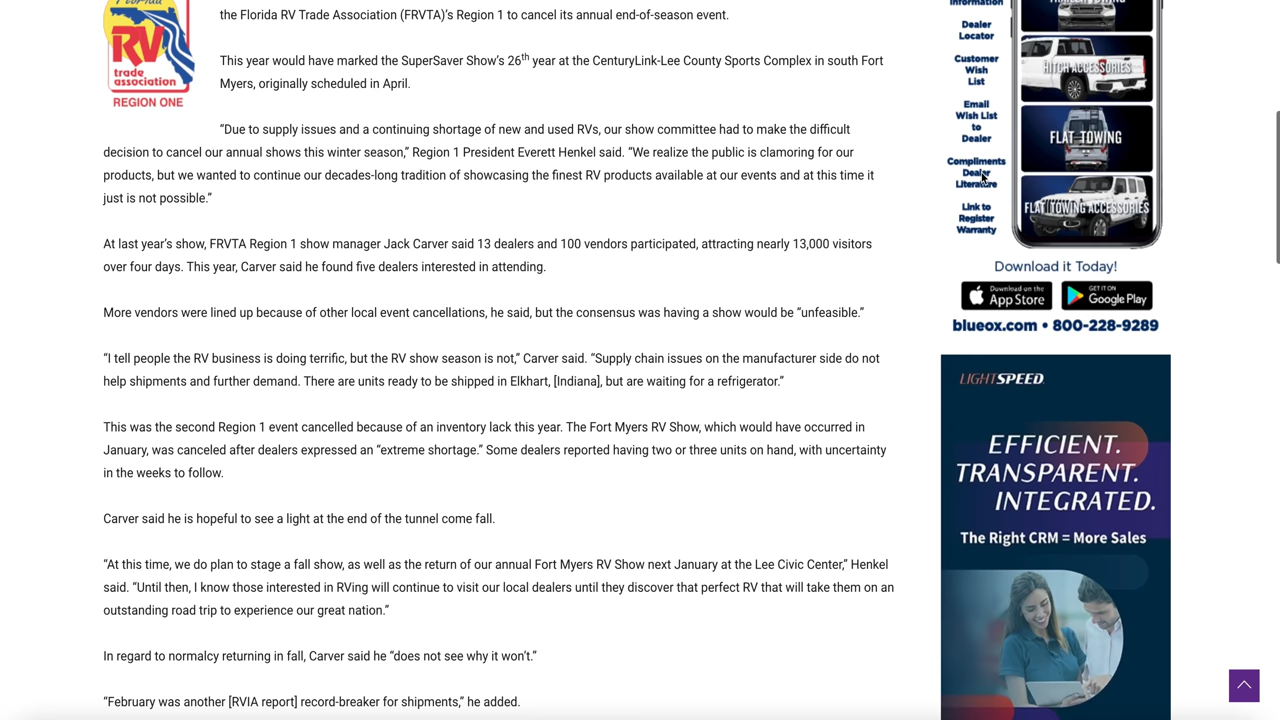 Florida
RV
trade
association
REGION ONE
the Florida RV Trade Association (FRVTA)’s Region 1 to cancel its annual end-of-season event.
This year would have marked the SuperSaver Show’s 26th year at the CenturyLink-Lee County Sports Complex in south Fort
Myers, originally scheduled in April.
“Due to supply issues and a continuing shortage of new and used RVs, our show committee had to make the difficult
decision to cancel our annual shows this winter season,” Region 1 President Everett Henkel said. “We realize the public is clamoring for our
products, but we wanted to continue our decades-long tradition of showcasing the finest RV products available at our events and at this time it
just is not possible.”
At last year’s show, FRVTA Region 1 show manager Jack Carver said 13 dealers and 100 vendors participated, attracting nearly 13,000 visitors
over four days. This year, Carver said he found five dealers interested in attending.
More vendors were lined up because of other local event cancellations, he said, but the consensus was having a show would be “unfeasible.”
“I tell people the RV business is doing terrific, but the RV show season is not,” Carver said. “Supply chain issues on the manufacturer side do not
help shipments and further demand. There are units ready to be shipped in Elkhart, [Indiana], but are waiting for a refrigerator.”
This was the second Region 1 event cancelled because of an inventory lack this year. The Fort Myers RV Show, which would have occurred in
January, was canceled after dealers expressed an “extreme shortage.” Some dealers reported having two or three units on hand, with uncertainty
in the weeks to follow.
Carver said he is hopeful to see a light at the end of the tunnel come fall.
“At this time, we do plan to stage a fall show, as well as the return of our annual Fort Myers RV Show next January at the Lee Civic Center,” Henkel
said. “Until then, I know those interested in RVing will continue to visit our local dealers until they discover that perfect RV that will take them on an
outstanding road trip to experience our great nation.”
In regard to normalcy returning in fall, Carver said he “does not see why it won’t.”
“February was another [RVIA report] record-breaker for shipments,” he added.
Information
Dealer
Locator
Customer
Wish
List
Email
Wish List
to
Dealer
Compliments
Dealer
Literature
Link to
Register
Warranty
TRAILER TOWING
HITCH ACCESSORIES
FLAT TOWING
FLAT TOWING ACCESSORIES
Download it Today!
Download on the
App Store
GET IT ON
Google Play
blueox.com • 800-228-9289
LIGHTSPEED
EFFICIENT.
TRANSPARENT.
INTEGRATED.
The Right CRM = More Sales